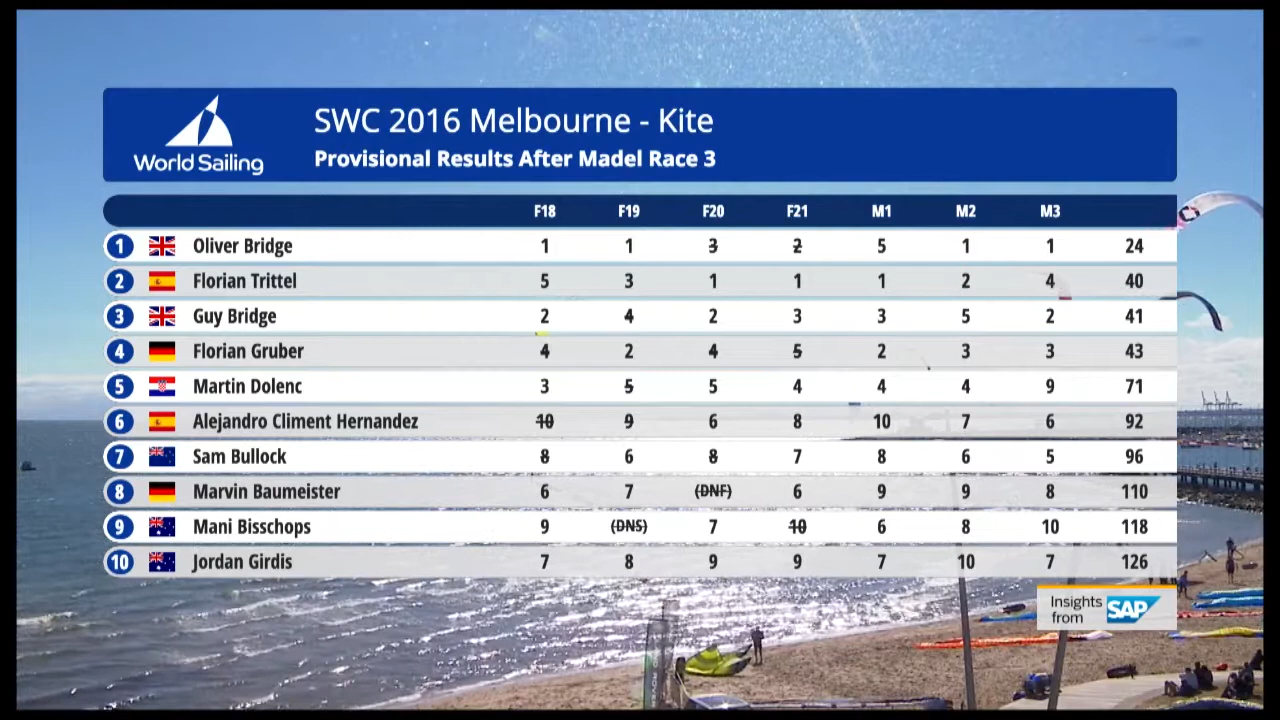 World Sailing
SWC 2016 Melbourne - Kite
Provisional Results After Madel Race 3
F18 F19 F20 F21 M1 M2 M3
1 Oliver Bridge 1 1 3 2 5 1 1 24
2 Florian Trittel 5 3 1 1 1 2 4 40
3 Guy Bridge 2 4 2 3 3 5 2 41
4 Florian Gruber 4 2 4 5 2 3 3 43
5 Martin Dolenc 3 5 5 4 4 4 9 71
6 Alejandro Climent Hernandez 10 9 6 8 10 7 6 92
7 Sam Bullock 8 6 8 7 8 6 5 96
8 Marvin Baumeister 6 7 (DNF) 6 9 9 8 110
9 Mani Bisschops 9 (DNS) 7 10 6 8 10 118
10 Jordan Girdis 7 8 9 9 7 10 7 126
Insights
from
SAP